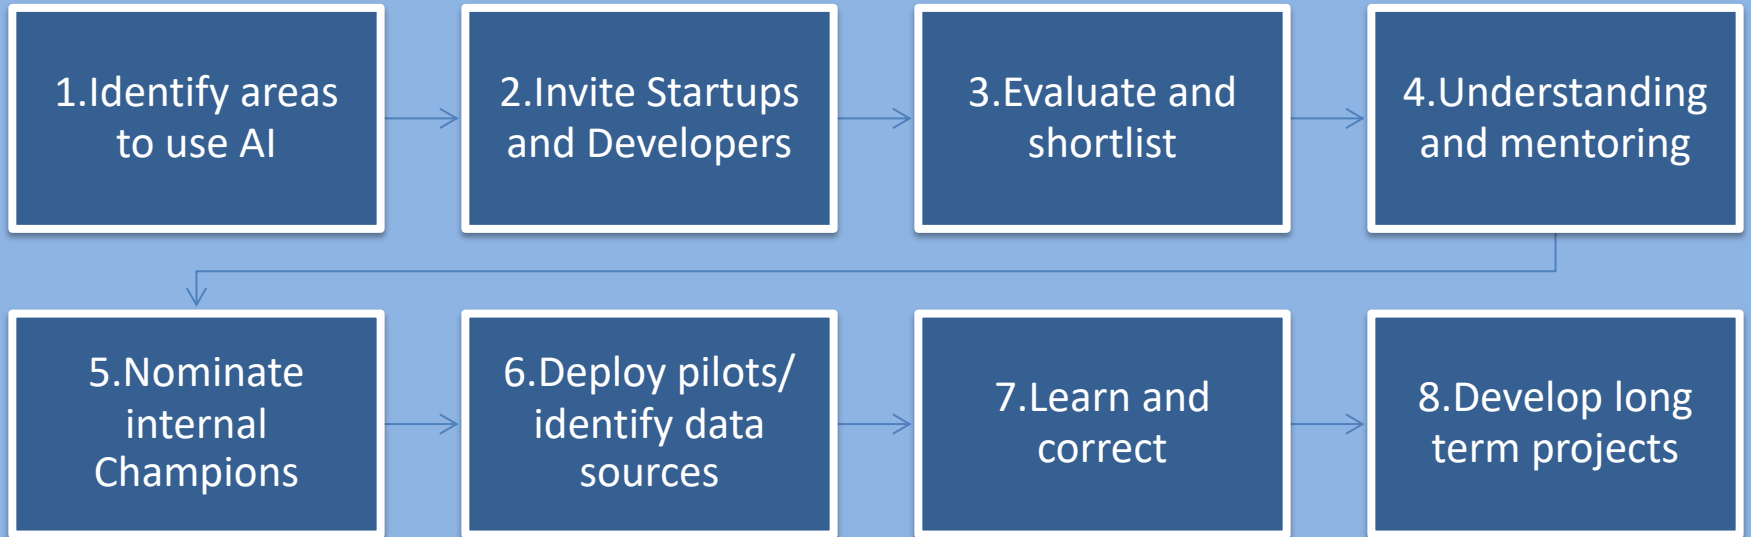 1.Identify areas
to use AI
2.Invite Startups
and Developers
3.Evaluate and
shortlist
4.Understanding
and mentoring
5.Nominate
internal
Champions
6.Deploy pilots/
identify data
sources
7.Learn and
correct
8.Develop long
term projects